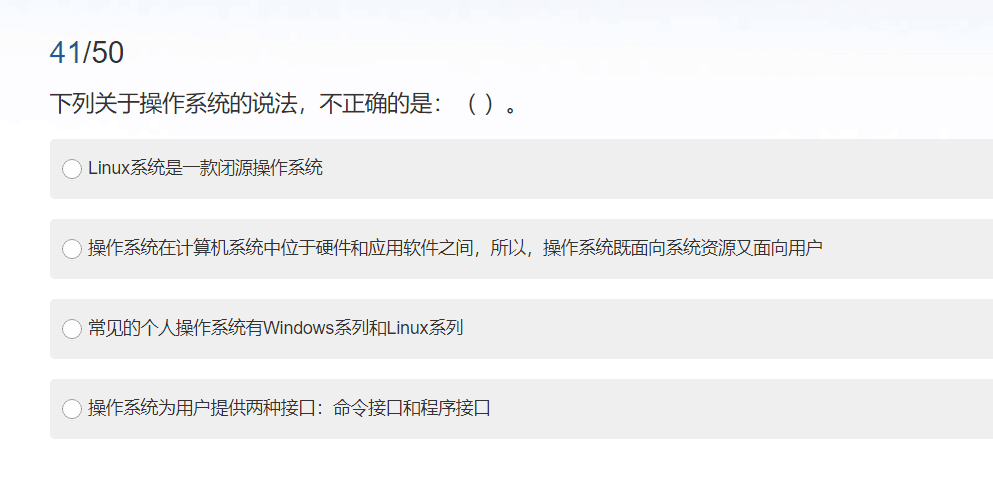 41/50
下列关于操作系统的说法，不正确的是：（ ）。
Linux系统是一款闭源操作系统
操作系统在计算机系统中位于硬件和应用软件之间，所以，操作系统既面向系统资源又面向用户
常见的个人操作系统有Windows系列和Linux系列
操作系统为用户提供两种接口：命令接口和程序接口